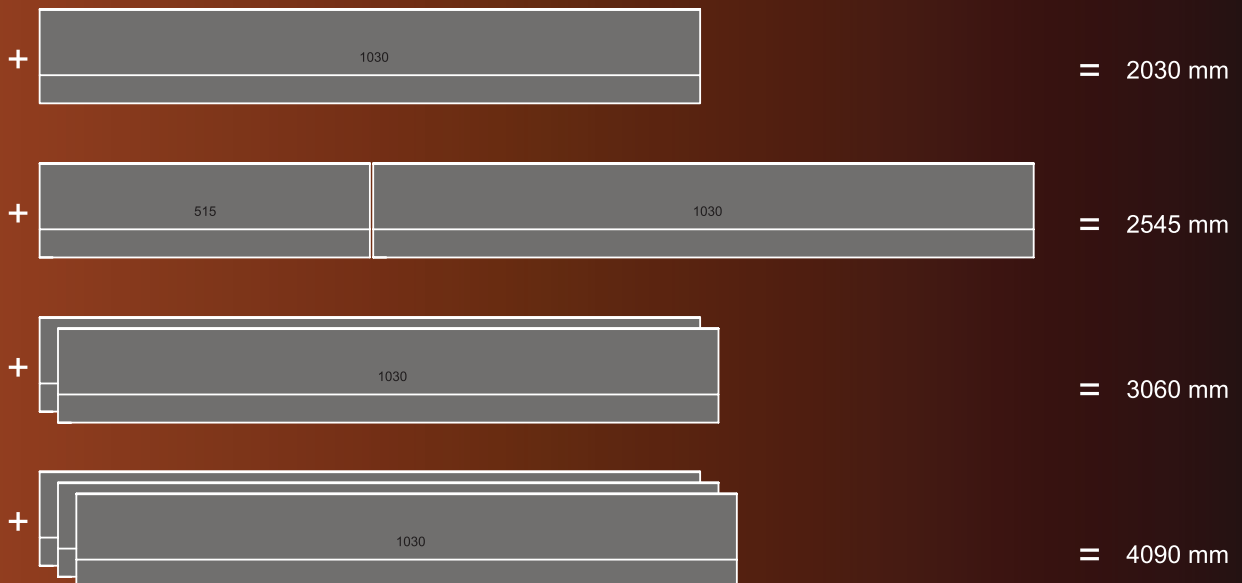 + 1030 = 2030 mm
+ 515 1030 = 2545 mm
+ 1030 = 3060 mm
+ 1030 = 4090 mm